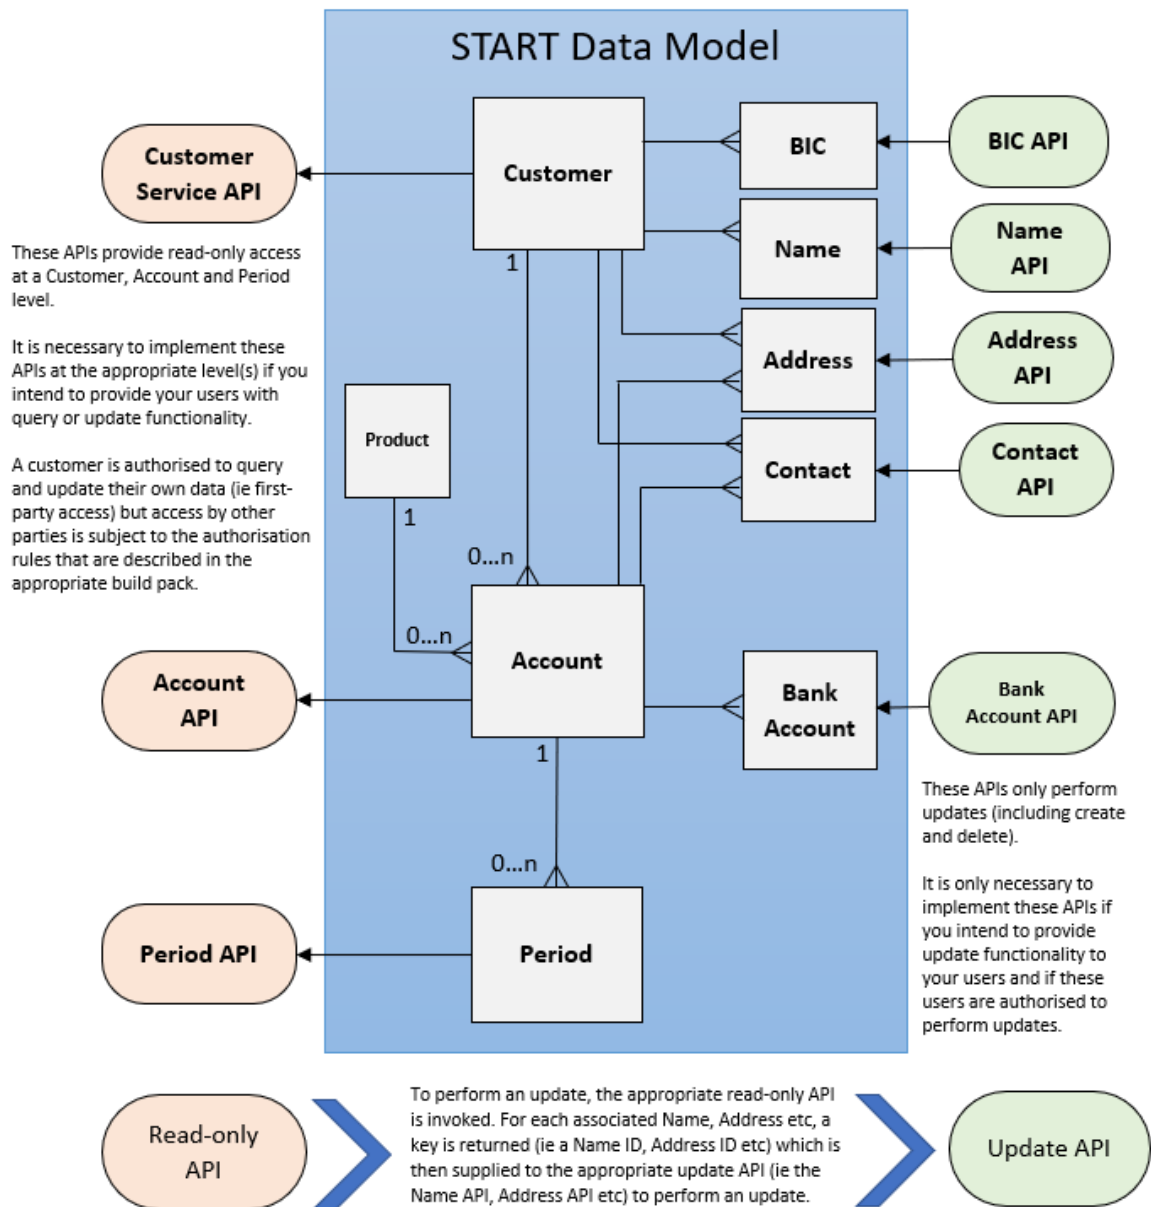 START Data Model
Customer
Service API
Customer
BIC
BIC API
Name
Name
API
Address
Address
API
Contact
Contact
API
These APIs provide read-only access
at a Customer, Account and Period
level.
It is necessary to implement these
APIs at the appropriate level(s) if you
intend to provide your users with
query or update functionality.
A customer is authorised to query
and update their own data (ie first-
party access) but access by other
parties is subject to the authorisation
rules that are described in the
appropriate build pack.
1
Product
1
0...n
0...n
Account
API
Account
Bank
Account
Bank
Account API
1
0...n
These APIs only perform
updates (including create
and delete).
It is only necessary to
implement these APIs if
you intend to provide
update functionality to
your users and if these
users are authorised to
perform updates.
Period API
Period
Read-only
API
To perform an update, the appropriate read-only API
is invoked. For each associated Name, Address etc, a
key is returned (ie a Name ID, Address ID etc) which is
then supplied to the appropriate update API (ie the
Name API, Address API etc) to perform an update.
Update API